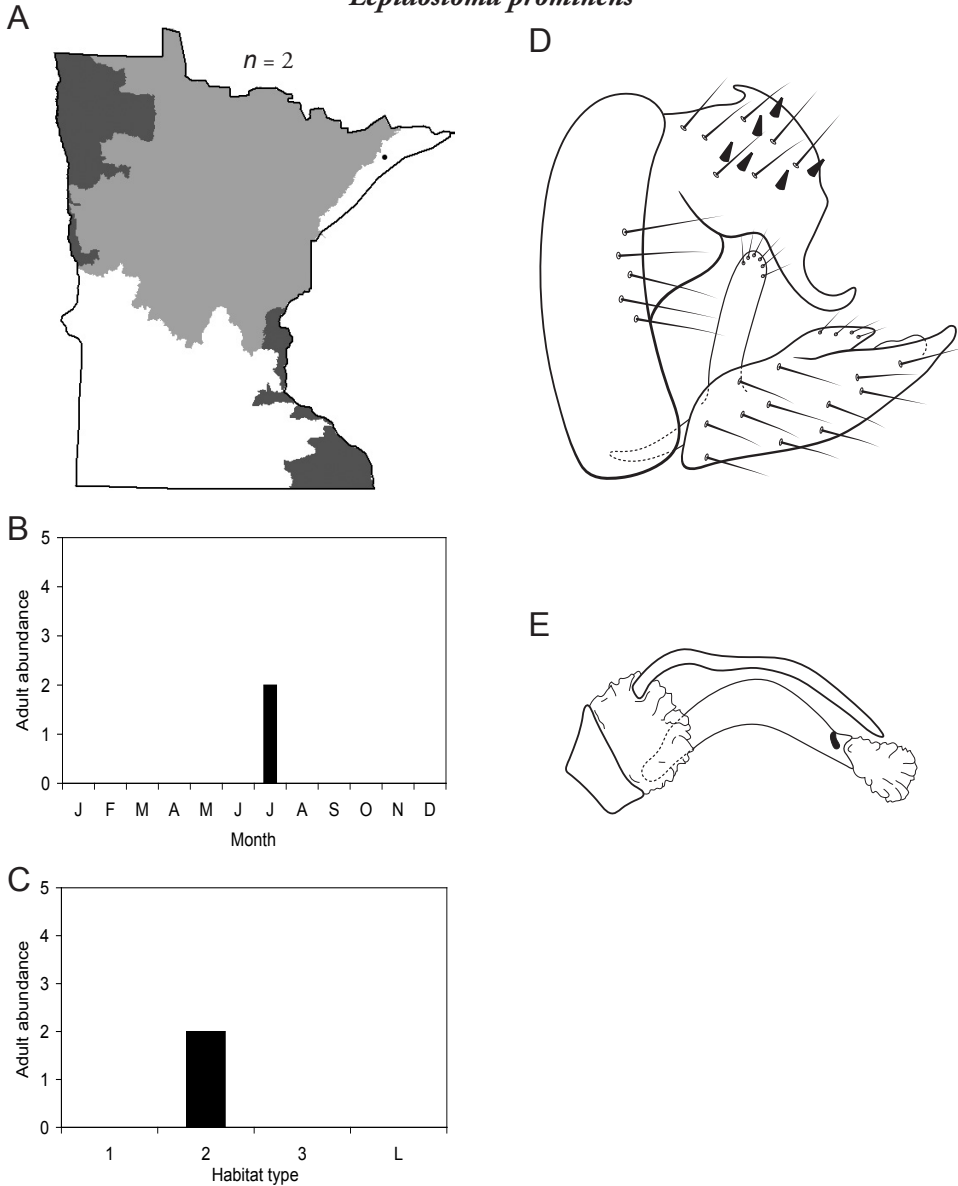 Lepidostoma prominens
A
n = 2
B
5
4
3
2
1
0
Adult abundance
J F M A M J J A S O N D
Month
C
5
4
3
2
1
0
Adult abundance
1 2 3 L
Habitat type
D
E